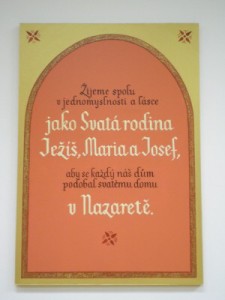 Žijeme spolu
v jednomyslnosti a lásce
jako Svatá rodina
Ježíš, Maria a Josef,
aby se každý náš dům
podobal svatému domu
v Nazaretě.